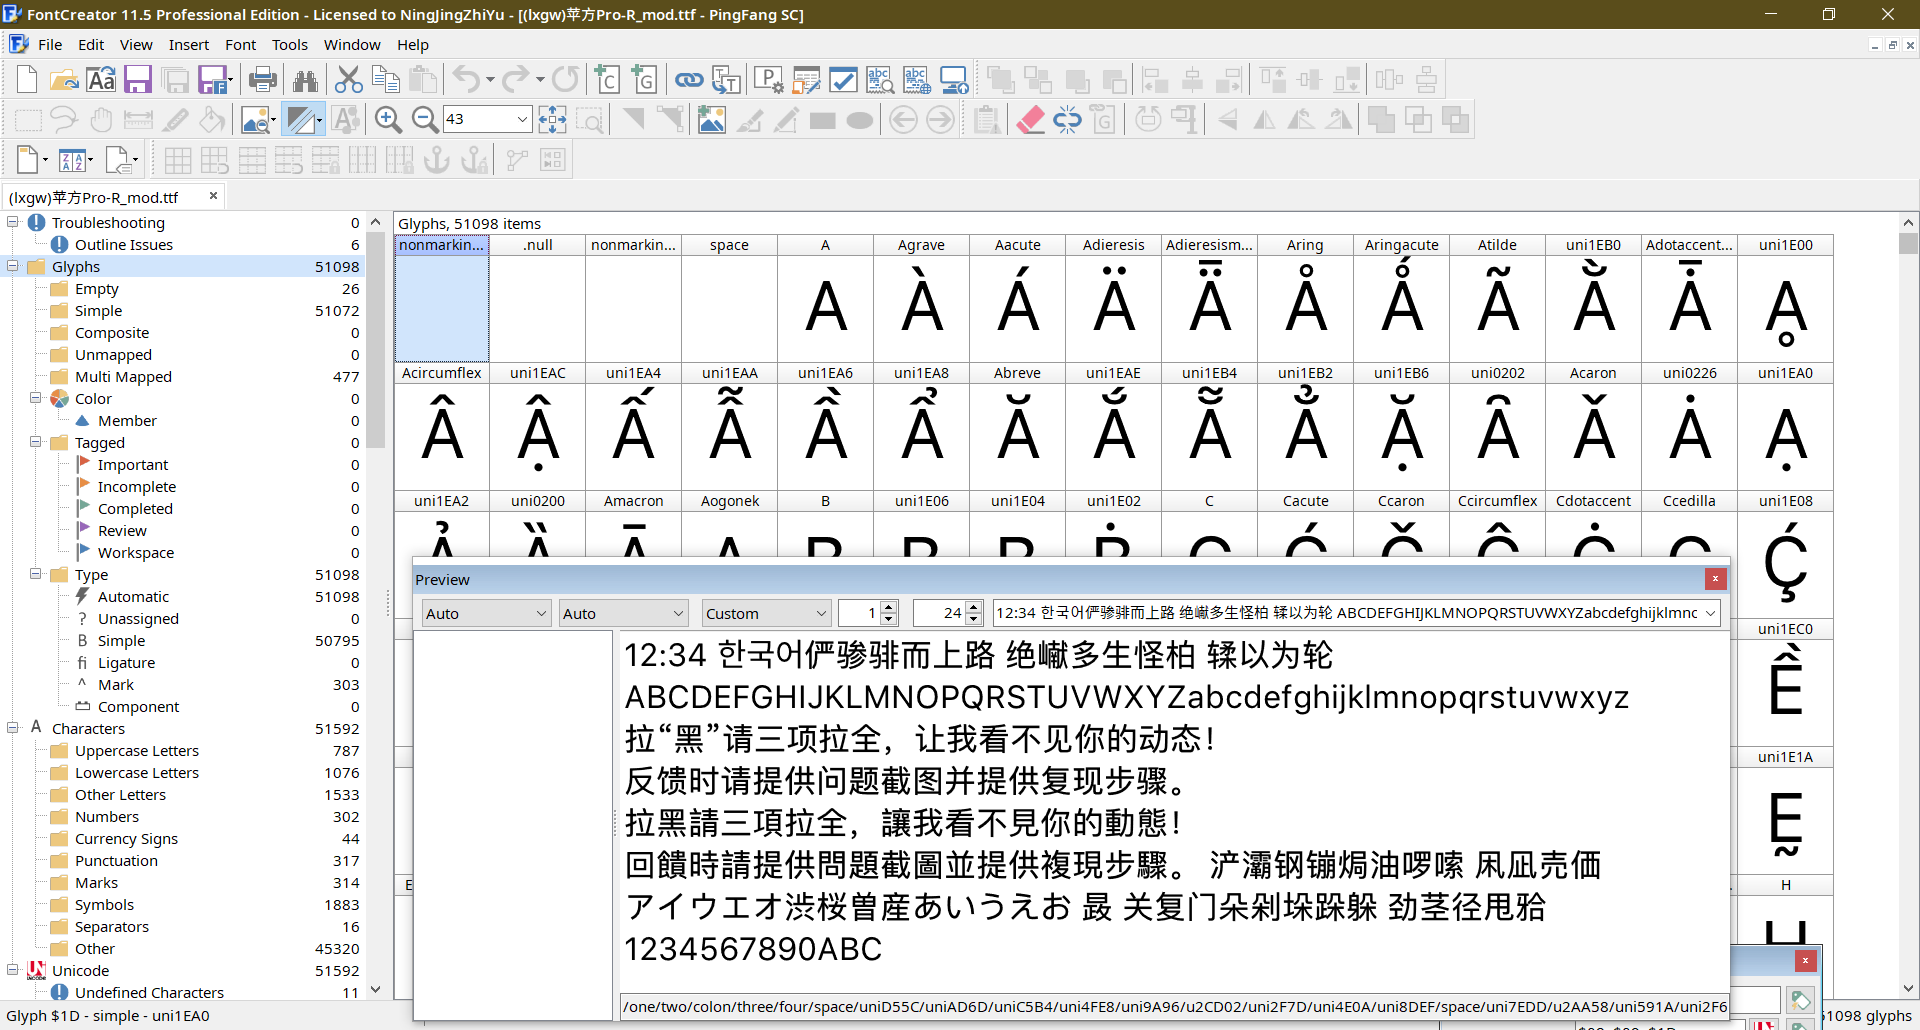 FontCreator 11.5 Professional Edition - Licensed to NingJingZhiYu - [(lxgw)苹方Pro-R_mod.ttf - PingFang SC]
File Edit View Insert Font Tools Window Help
43
(lxgw)苹方Pro-R_mod.ttf
Troubleshooting 0
Outline Issues 6
Glyphs 51098
Empty 26
Simple 51072
Composite 0
Unmapped 0
Multi Mapped 477
Color 0
Member 0
Tagged 0
Important 0
Incomplete 0
Completed 0
Review 0
Workspace 0
Type 51098
Automatic 51098
Unassigned 0
Simple 50795
Ligature 0
Mark 303
Component 0
Characters 51592
Uppercase Letters 787
Lowercase Letters 1076
Other Letters 1533
Numbers 302
Currency Signs 44
Punctuation 317
Marks 314
Symbols 1883
Separators 16
Other 45320
Unicode 51592
Undefined Characters 11
Glyphs, 51098 items
nonmarkin... .null nonmarkin... space A Agrave Aacute Adieresis Adieresism... Aring Aringacute Atilde uni1EB0 Adotaccent... uni1E00
A À Á Ä Ǟ Å Ǻ Ã Ằ Ǡ Ḁ
Acircumflex uni1EAC uni1EA4 uni1EAA uni1EA6 uni1EA8 Abreve uni1EAE uni1EB4 uni1EB2 uni1EB6 uni0202 Acaron uni0226 uni1EA0
Â Ậ Ấ Ẫ Ầ Ẩ Ă Ắ Ẵ Ẳ Ặ Ȃ Ǎ Ȧ Ạ
uni1EA2 uni0200 Amacron Aogonek B uni1E06 uni1E04 uni1E02 C Cacute Ccaron Ccircumflex Cdotaccent Ccedilla uni1E08
Ḉ
uni1EC0
Ề
uni1E1A
Ḛ
H
Preview
Auto Auto Custom 1 24 12:34 한국어俨骖骓而上路 绝巘多生怪柏 𫐐以为轮 ABCDEFGHIJKLMNOPQRSTUVWXYZabcdefghijklmnc
12:34 한국어俨骖𬴂而上路 绝𪩘多生怪柏 𫐐以为轮
ABCDEFGHIJKLMNOPQRSTUVWXYZabcdefghijklmnopqrstuvwxyz
拉“黑”请三项拉全，让我看不见你的动态！
反馈时请提供问题截图并提供复现步骤。
拉黑請三項拉全，讓我看不見你的動態！
回饋時請提供問題截圖並提供複現步驟。 浐灞钢镚焗油啰嗦 凩凪売価
アイウエオ渋桜曽産あいうえお 最 关复门朵剁垛跺躲 劲茎径甩
1234567890ABC
/one/two/colon/three/four/space/uniD55C/uniAD6D/uniC5B4/uni4FE8/uni9A96/u2CD02/uni2F7D/uni4E0A/uni8DEF/space/uni7EDD/u2AA58/uni591A/uni2F6
Glyph $1D - simple - uni1EA0
51098 glyphs